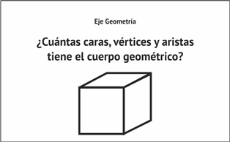 Eje Geometría
¿Cuántas caras, vértices y aristas
tiene el cuerpo geométrico?